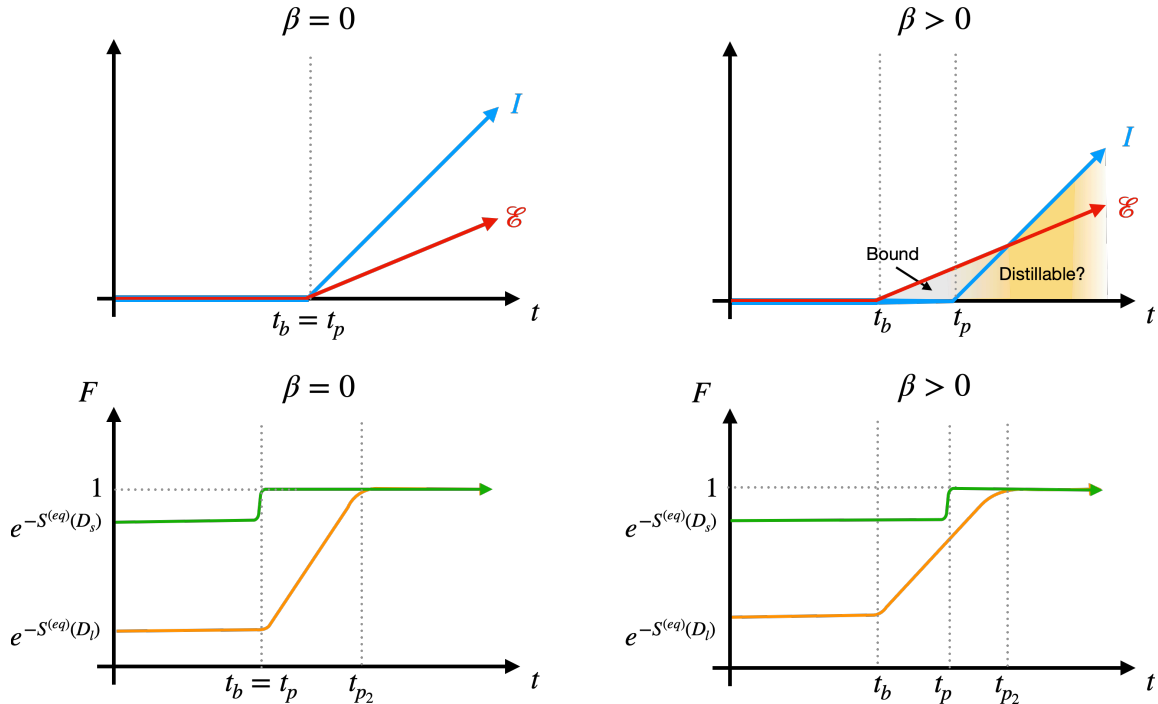 β = 0
I
ℰ
t_b = t_p
t
β > 0
I
ℰ
Bound
Distillable?
t_b
t_p
t
β = 0
F
1
e^{-S^{(eq)}(D_s)}
e^{-S^{(eq)}(D_l)}
t_b = t_p
t_{p_2}
t
β > 0
F
1
e^{-S^{(eq)}(D_s)}
e^{-S^{(eq)}(D_l)}
t_b
t_p
t_{p_2}
t